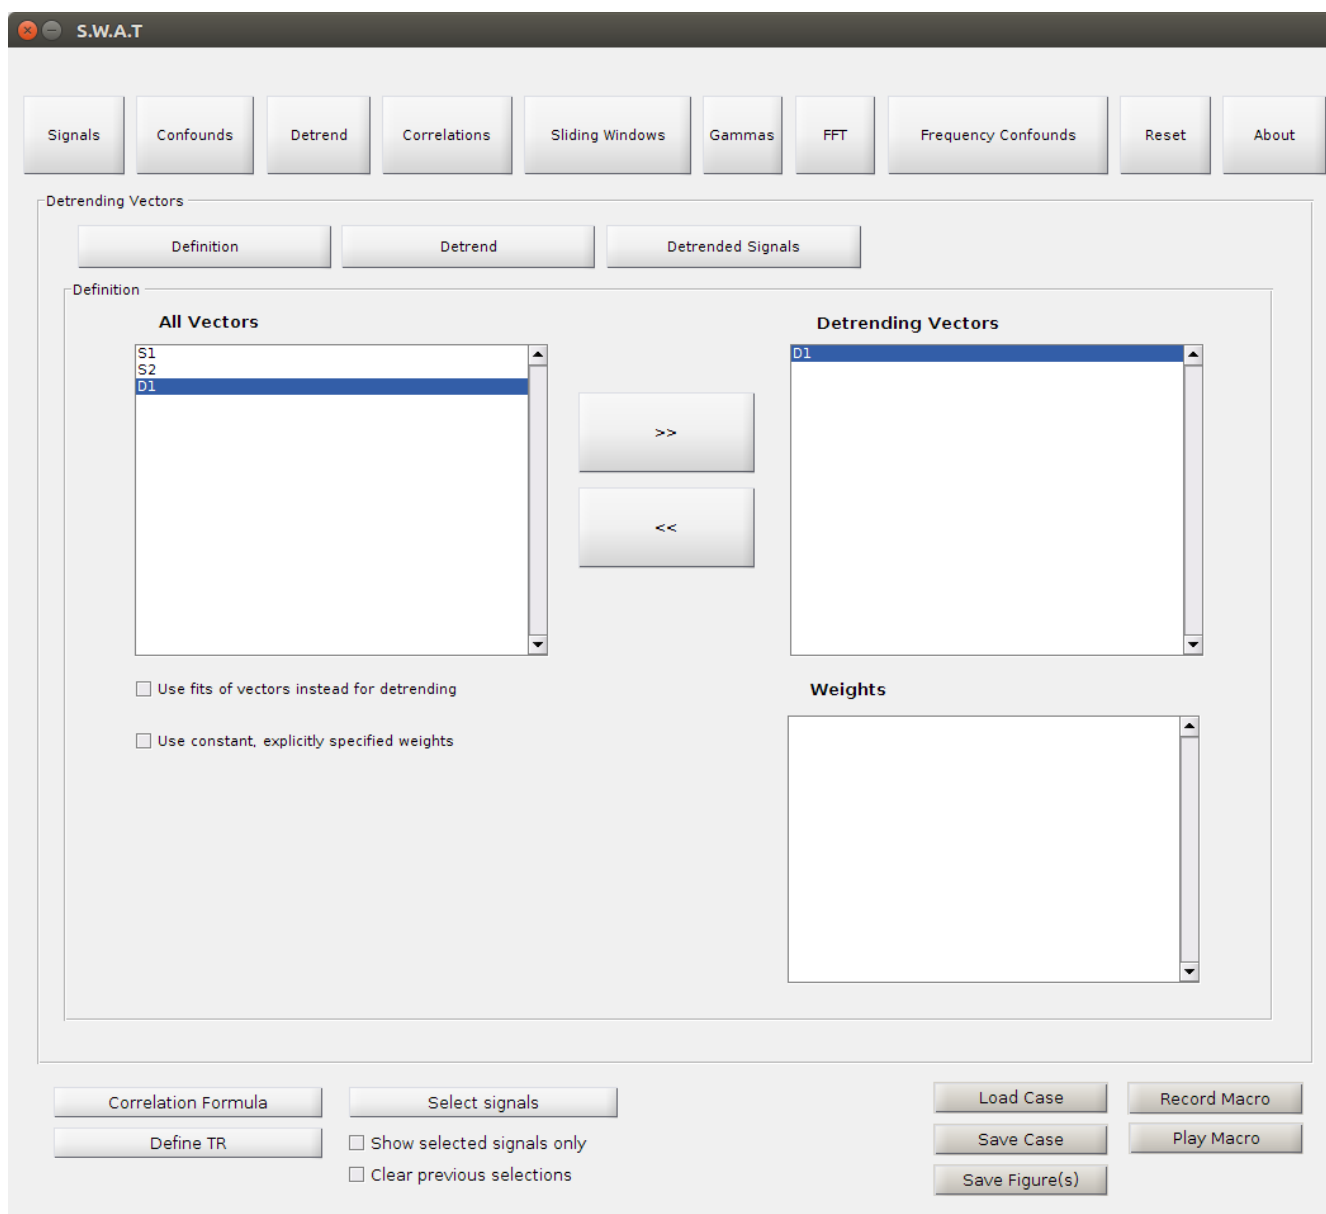 S.W.A.T
Signals
Confounds
Detrend
Correlations
Sliding Windows
Gammas
FFT
Frequency Confounds
Reset
About
Detrending Vectors
Definition
Detrend
Detrended Signals
Definition
All Vectors
Detrending Vectors
S1
S2
D1
D1
>>
<<
Use fits of vectors instead for detrending
Use constant, explicitly specified weights
Weights
Correlation Formula
Select signals
Load Case
Record Macro
Define TR
Show selected signals only
Save Case
Play Macro
Clear previous selections
Save Figure(s)